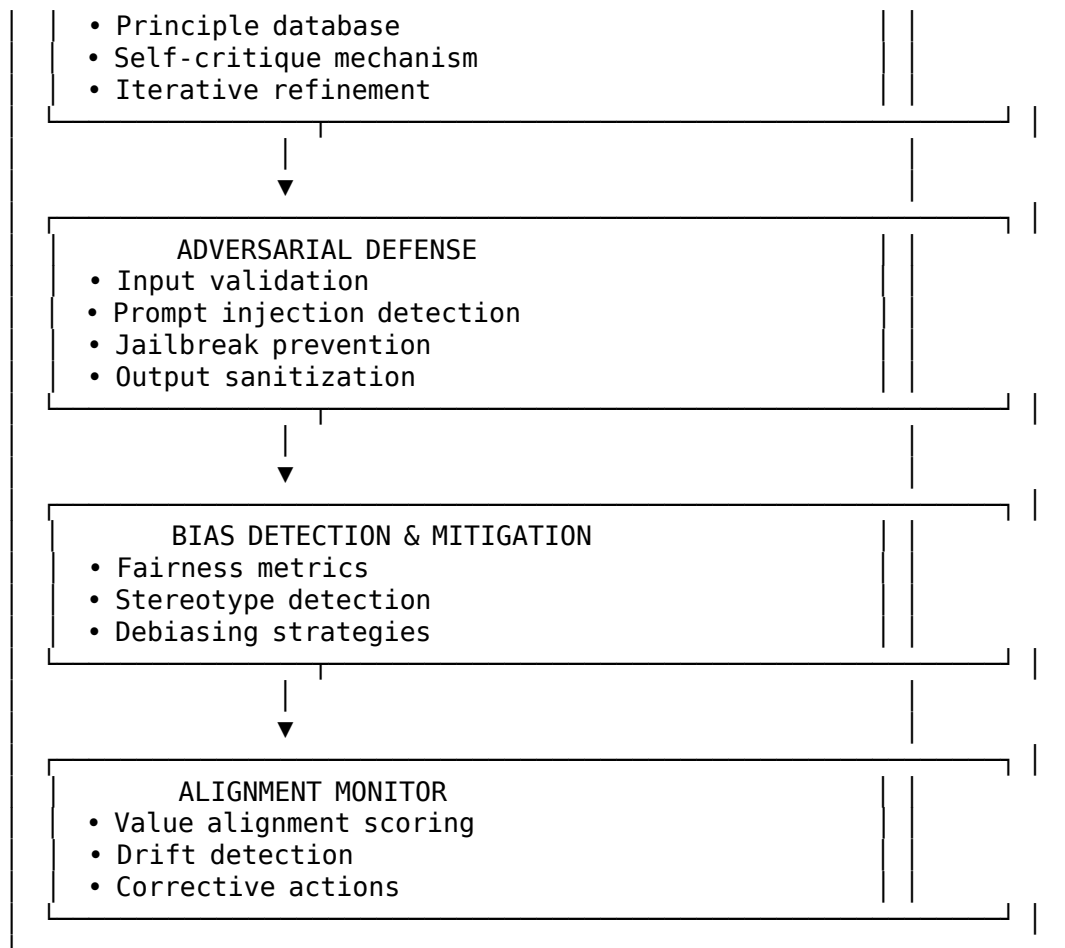 • Principle database
• Self-critique mechanism
• Iterative refinement
▼
ADVERSARIAL DEFENSE
• Input validation
• Prompt injection detection
• Jailbreak prevention
• Output sanitization
▼
BIAS DETECTION & MITIGATION
• Fairness metrics
• Stereotype detection
• Debiasing strategies
▼
ALIGNMENT MONITOR
• Value alignment scoring
• Drift detection
• Corrective actions